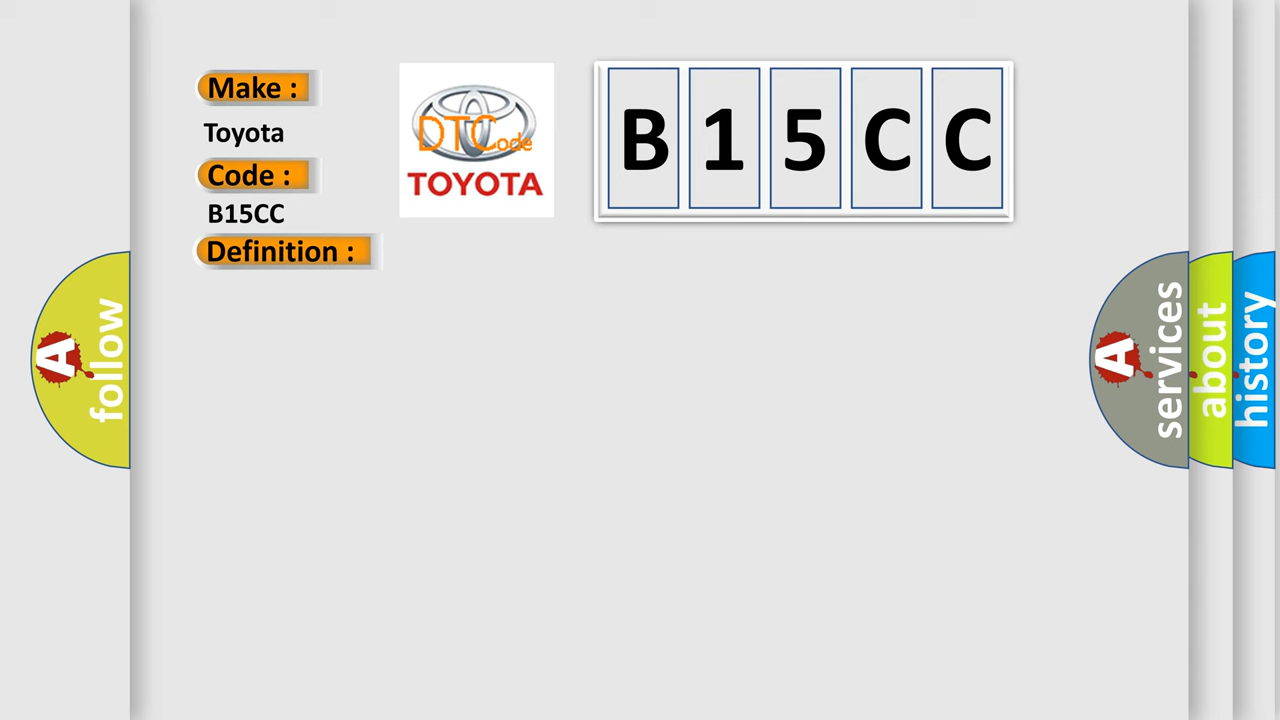 Make :
Toyota
Code :
B15CC
Definition :
DTCode
TOYOTA
B 1 5 C C
A follow
A services
about
history